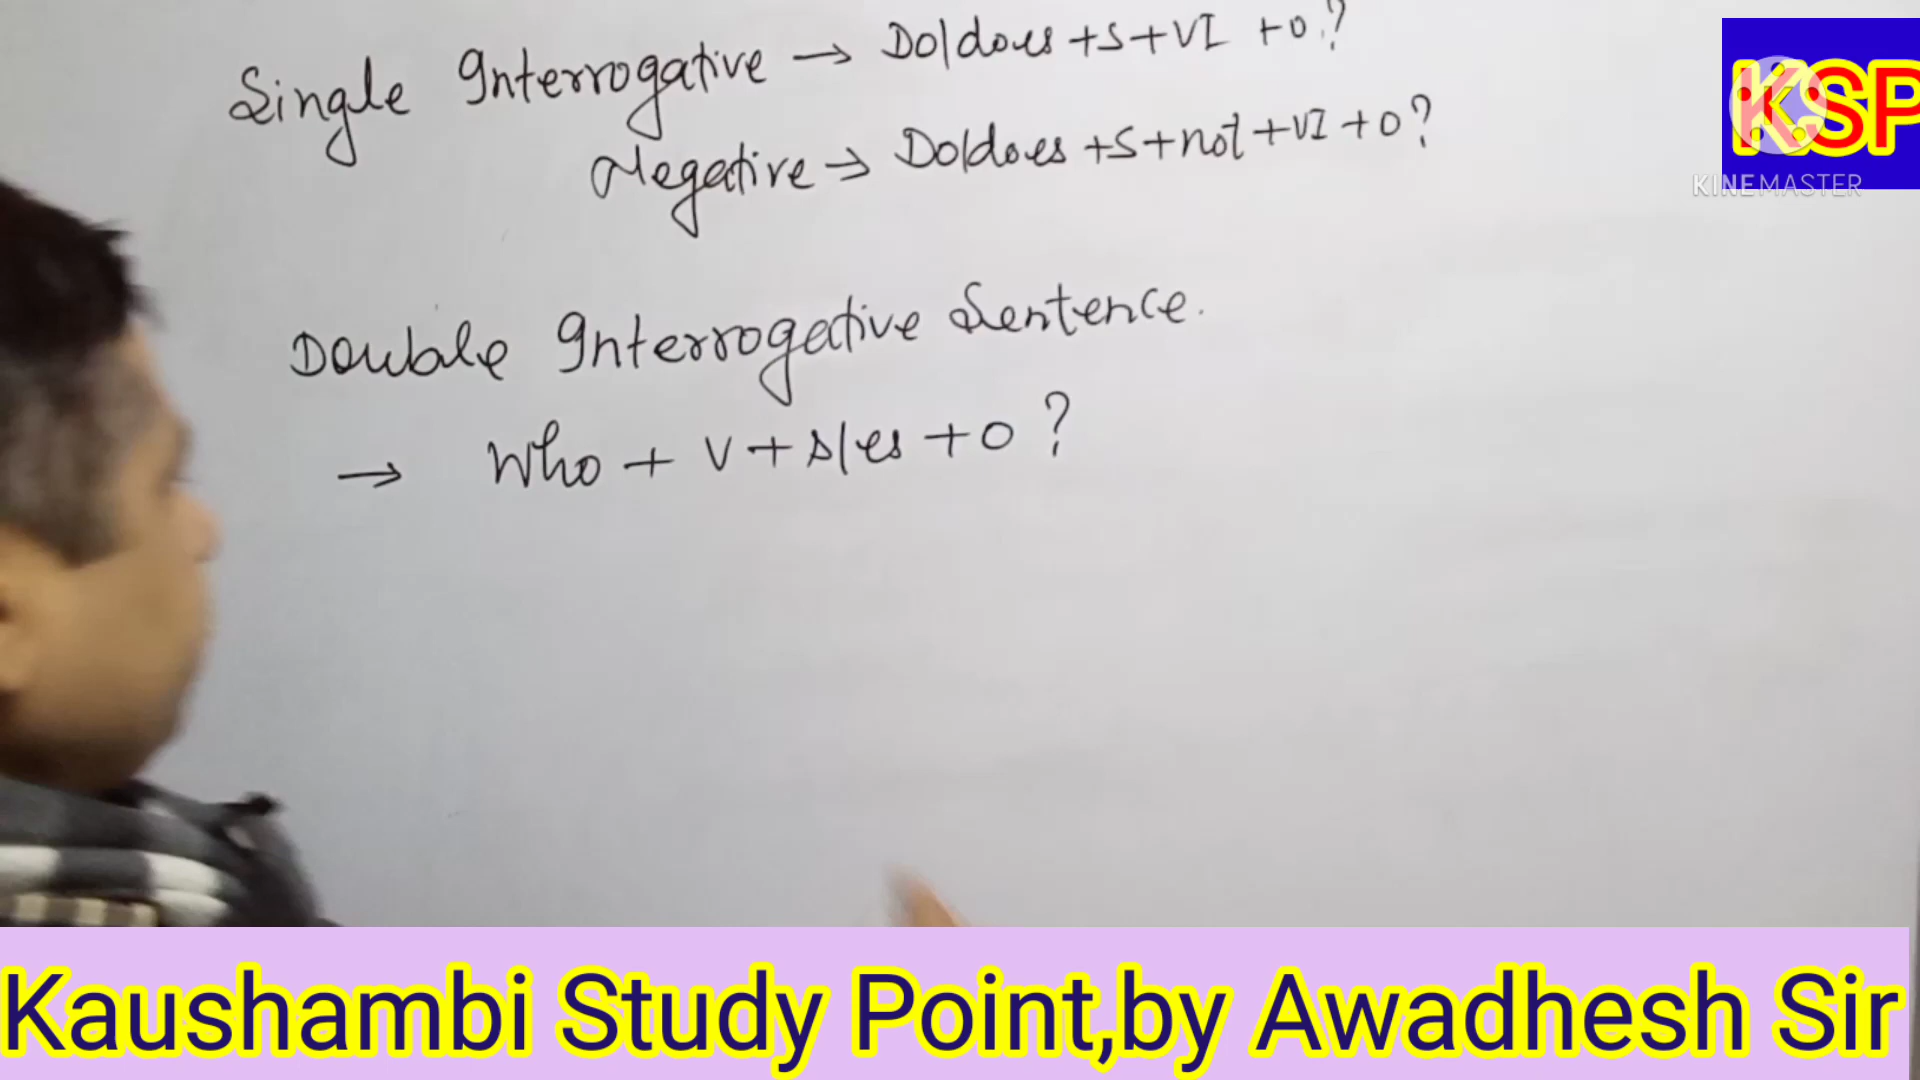 Single Interrogative → Do/does + S + VI + O.?
Negative → Do/does + S + not + VI + O?
Double Interrogative Sentence.
→ Who + V + s/es + O ?
KSP
KINEMASTER
Kaushambi Study Point,by Awadhesh Sir